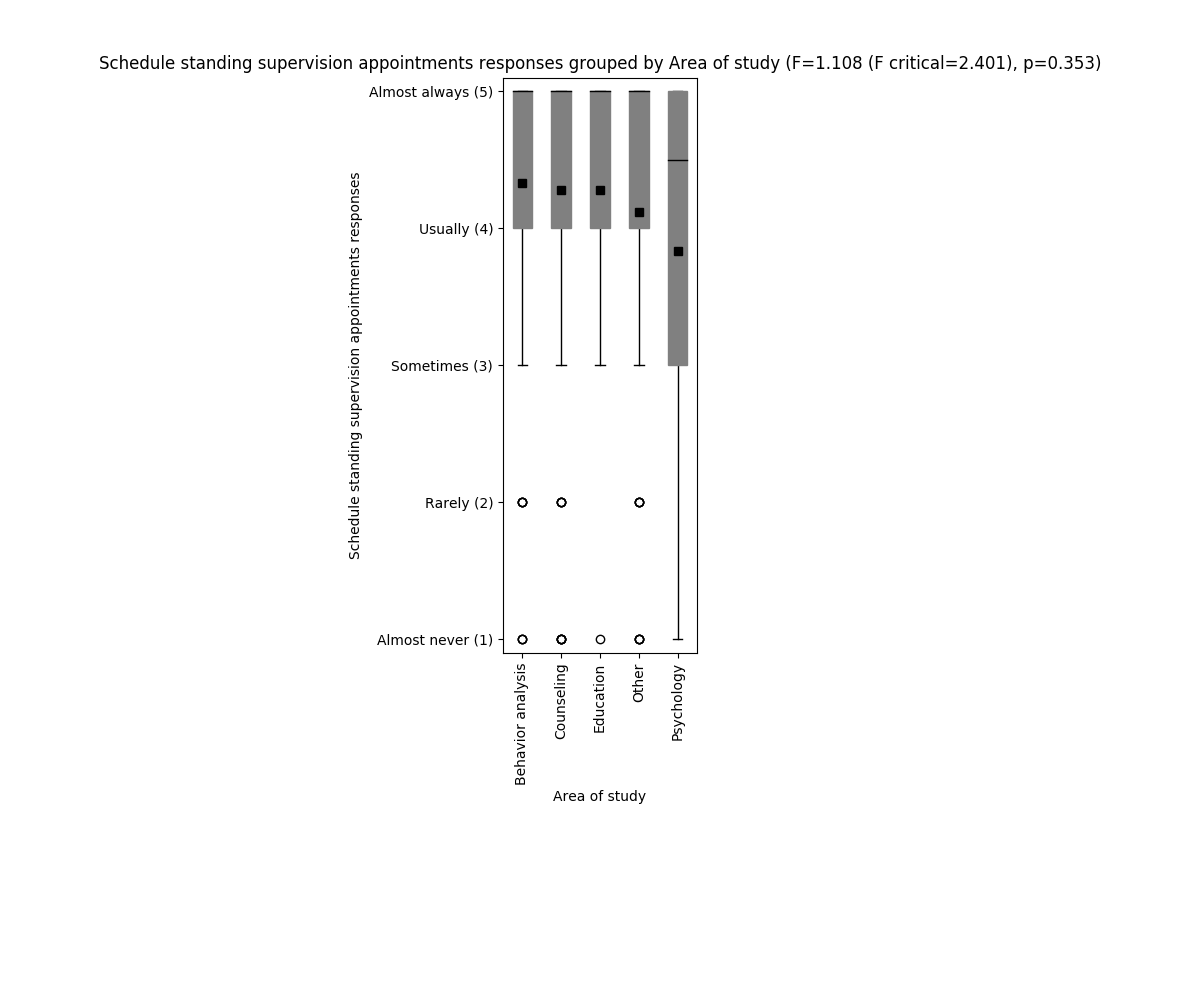 Schedule standing supervision appointments responses grouped by Area of study (F=1.108 (F critical=2.401), p=0.353)
Schedule standing supervision appointments responses
Almost always (5)
Usually (4)
Sometimes (3)
Rarely (2)
Almost never (1)
Behavior analysis
Counseling
Education
Other
Psychology
Area of study